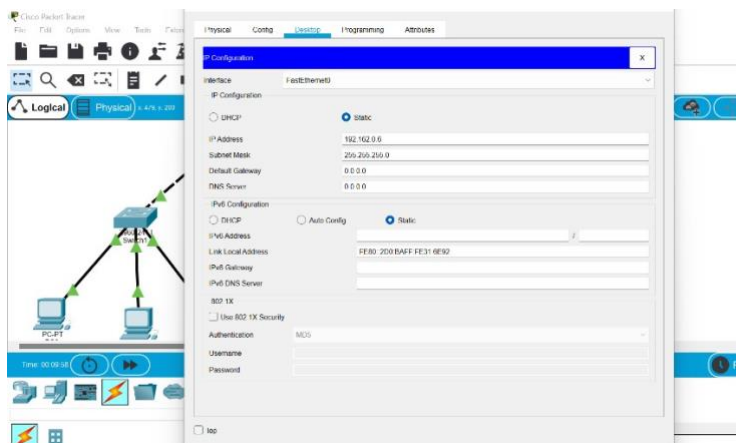 Cisco Packet Tracer
File Edit Options View Tools
Physical Config Desktop Programming Attributes
IP Configuration X
Interface FastEthernet0
IP Configuration
DHCP Static
IP Address 192.162.0.6
Subnet Mask 255.255.255.0
Default Gateway 0.0.0.0
DNS Server 0.0.0.0
IPv6 Configuration
DHCP Auto Config Static
IPv6 Address /
Link Local Address FE80::2D0:BAFF:FE31:6E92
IPv6 Gateway
IPv6 DNS Server
802.1X
Use 802.1X Security
Authentication MD5
Username
Password
Top
Logical Physical
Switch1
PC-PT
Time: 00:09:58